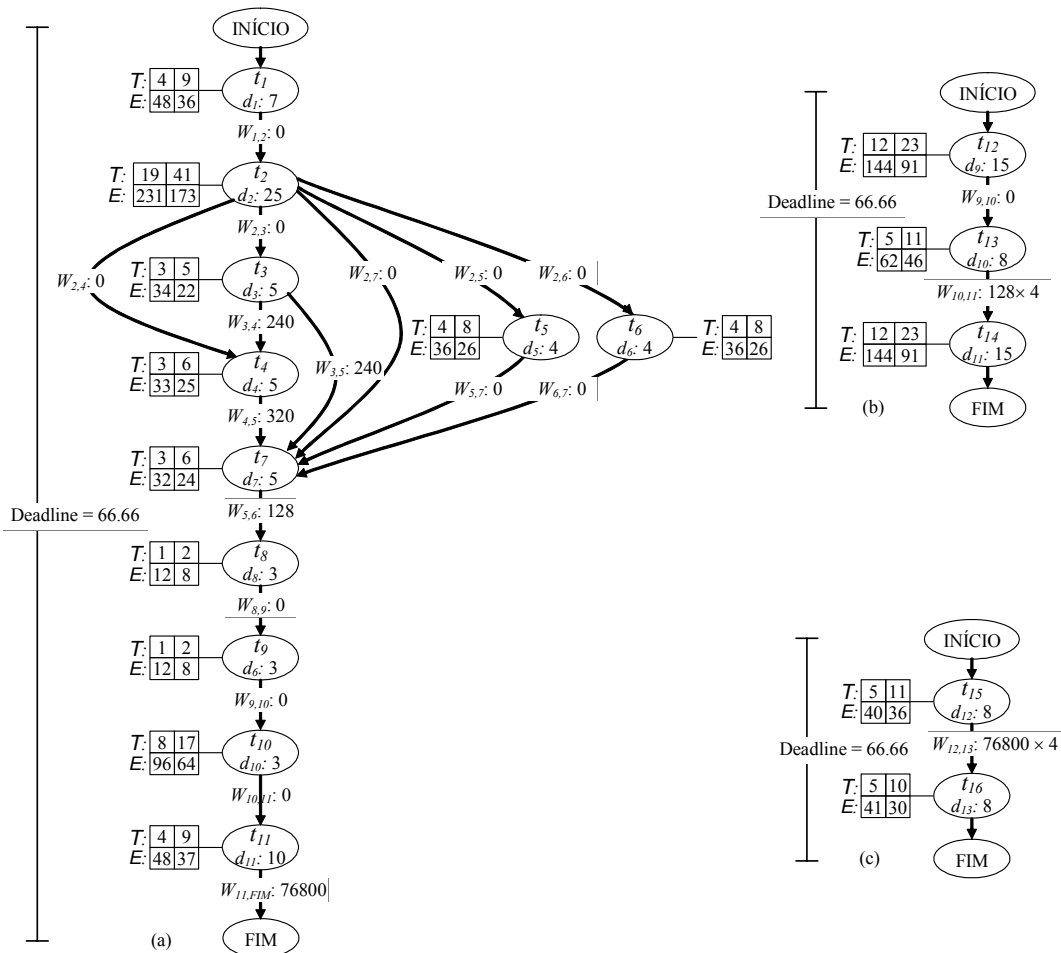 INÍCIO
t1
d1: 7
T: 4 9
E: 48 36
W1,2: 0
t2
d2: 25
T: 19 41
E: 231 173
W2,3: 0
W2,4: 0
W2,7: 0
W2,5: 0
W2,6: 0
t3
d3: 5
T: 3 5
E: 34 22
W3,4: 240
W3,5: 240
t4
d4: 5
T: 3 6
E: 33 25
W4,5: 320
t5
d5: 4
T: 4 8
E: 36 26
W5,7: 0
t6
d6: 4
T: 4 8
E: 36 26
W6,7: 0
t7
d7: 5
T: 3 6
E: 32 24
W5,6: 128
Deadline = 66.66
t8
d8: 3
T: 1 2
E: 12 8
W8,9: 0
t9
d6: 3
T: 1 2
E: 12 8
W9,10: 0
t10
d10: 3
T: 8 17
E: 96 64
W10,11: 0
t11
d11: 10
T: 4 9
E: 48 37
W11,FIM: 76800
FIM
(a)
INÍCIO
t12
d9: 15
T: 12 23
E: 144 91
Deadline = 66.66
W9,10: 0
t13
d10: 8
T: 5 11
E: 62 46
W10,11: 128× 4
t14
d11: 15
T: 12 23
E: 144 91
FIM
(b)
INÍCIO
t15
d12: 8
T: 5 11
E: 40 36
Deadline = 66.66
W12,13: 76800 × 4
t16
d13: 8
T: 5 10
E: 41 30
FIM
(c)